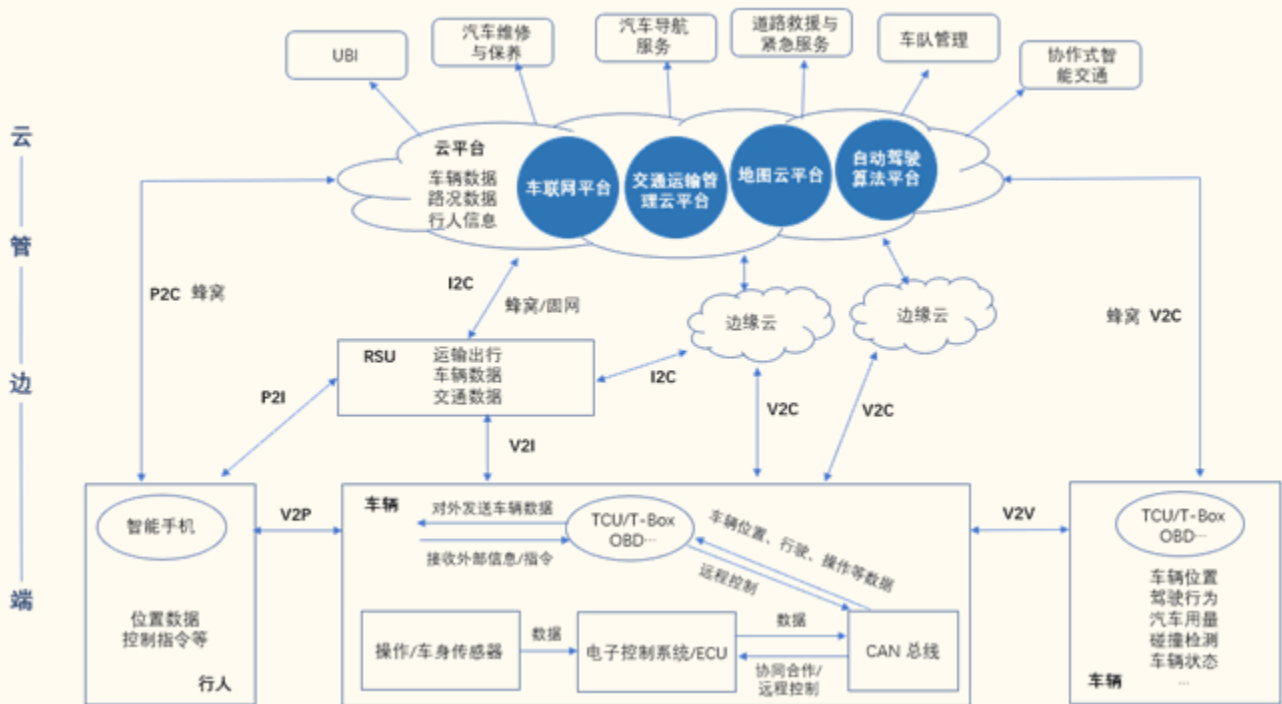 UBI
汽车维修
与保养
汽车导航
服务
道路救援与
紧急服务
车队管理
协作式智
能交通
云
管
边
端
云平台
车辆数据
路况数据
行人信息
车联网平台
交通运输管
理云平台
地图云平台
自动驾驶
算法平台
P2C 蜂窝
I2C
蜂窝/固网
边缘云
边缘云
蜂窝 V2C
RSU
运输出行
车辆数据
交通数据
P2I
I2C
V2C
V2C
V2I
智能手机
位置数据
控制指令等
行人
V2P
车辆
对外发送车辆数据
接收外部信息/指令
TCU/T-Box
OBD…
车辆位置、行驶、操作等数据
远程控制
操作/车身传感器
数据
电子控制系统/ECU
数据
协同合作/
远程控制
CAN 总线
V2V
TCU/T-Box
OBD…
车辆位置
驾驶行为
汽车用量
碰撞检测
车辆状态
…
车辆